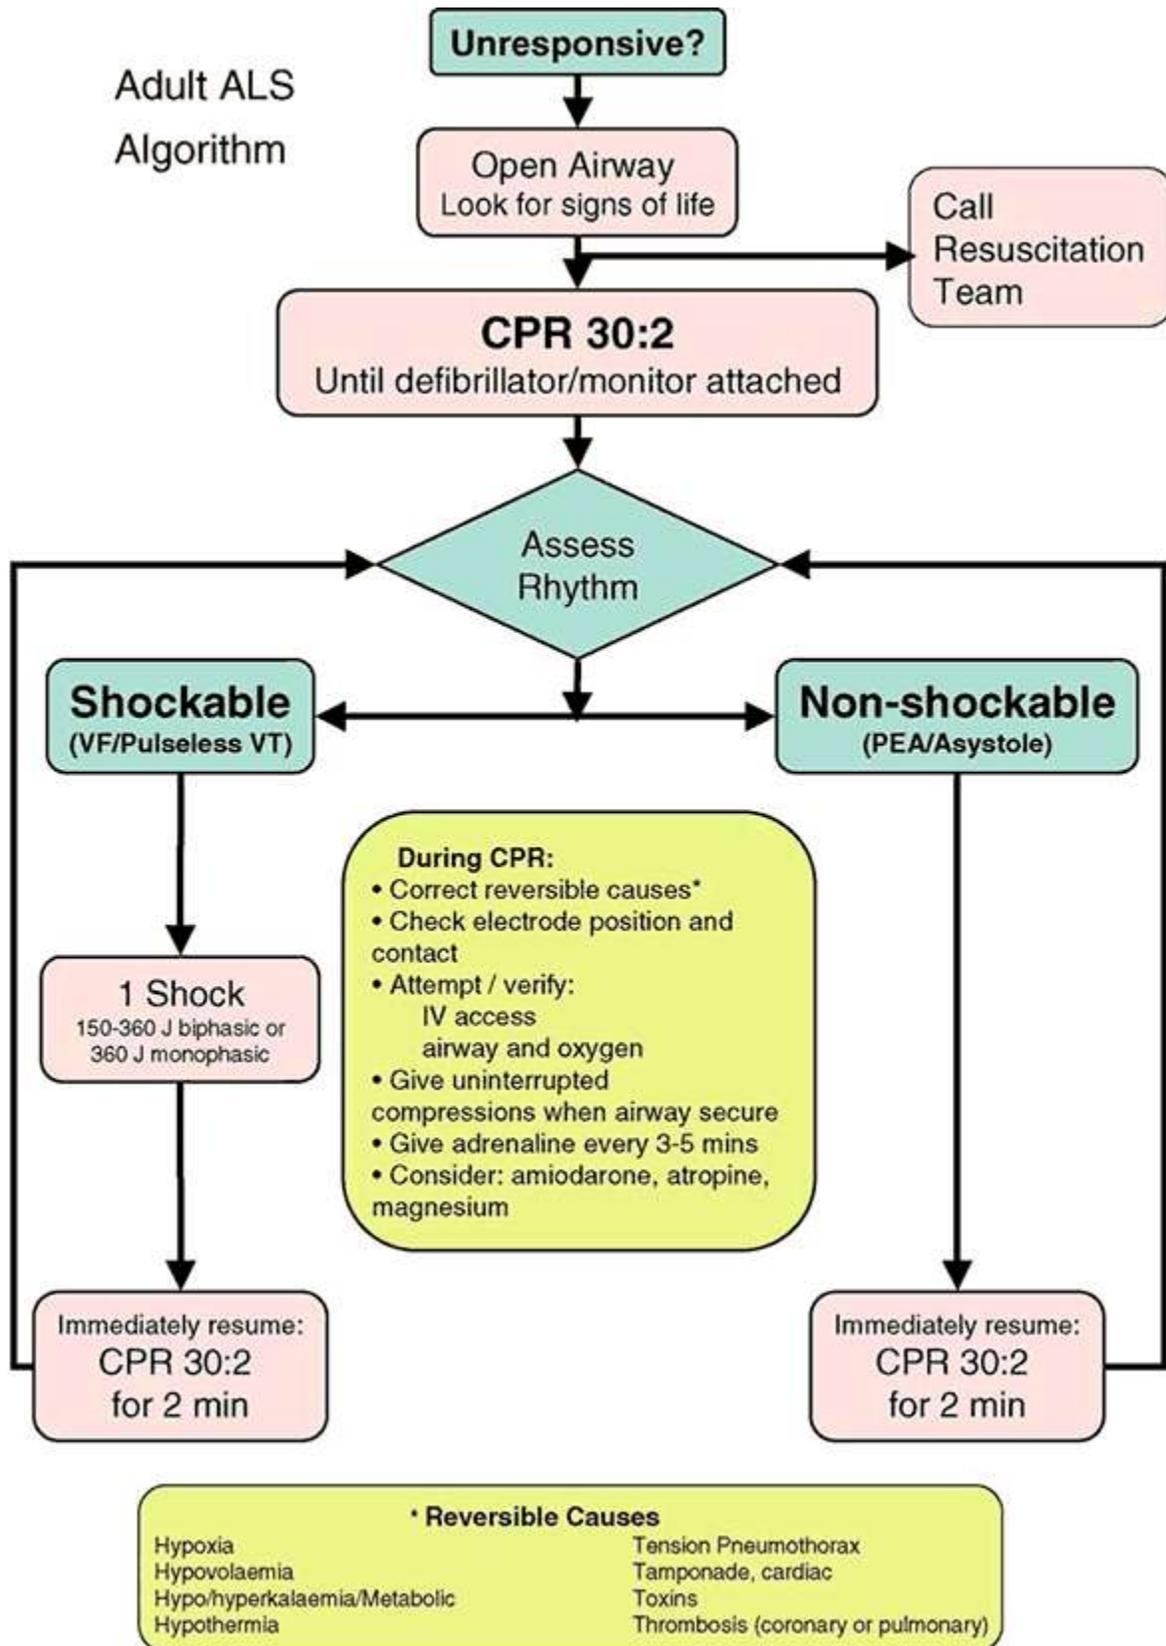 Adult ALS
Algorithm
Unresponsive?
Open Airway
Look for signs of life
Call
Resuscitation
Team
CPR 30:2
Until defibrillator/monitor attached
Assess
Rhythm
Shockable
(VF/Pulseless VT)
Non-shockable
(PEA/Asystole)
1 Shock
150-360 J biphasic or
360 J monophasic
During CPR:
• Correct reversible causes*
• Check electrode position and
contact
• Attempt / verify:
IV access
airway and oxygen
• Give uninterrupted
compressions when airway secure
• Give adrenaline every 3-5 mins
• Consider: amiodarone, atropine,
magnesium
Immediately resume:
CPR 30:2
for 2 min
Immediately resume:
CPR 30:2
for 2 min
* Reversible Causes
Hypoxia
Hypovolaemia
Hypo/hyperkalaemia/Metabolic
Hypothermia
Tension Pneumothorax
Tamponade, cardiac
Toxins
Thrombosis (coronary or pulmonary)